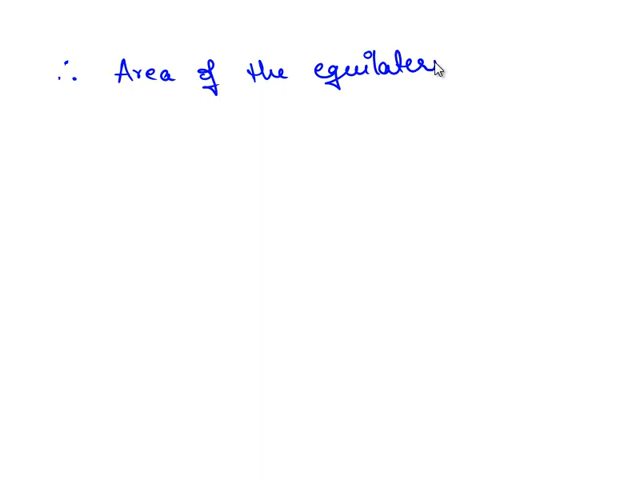 ∴ Area of the equilater